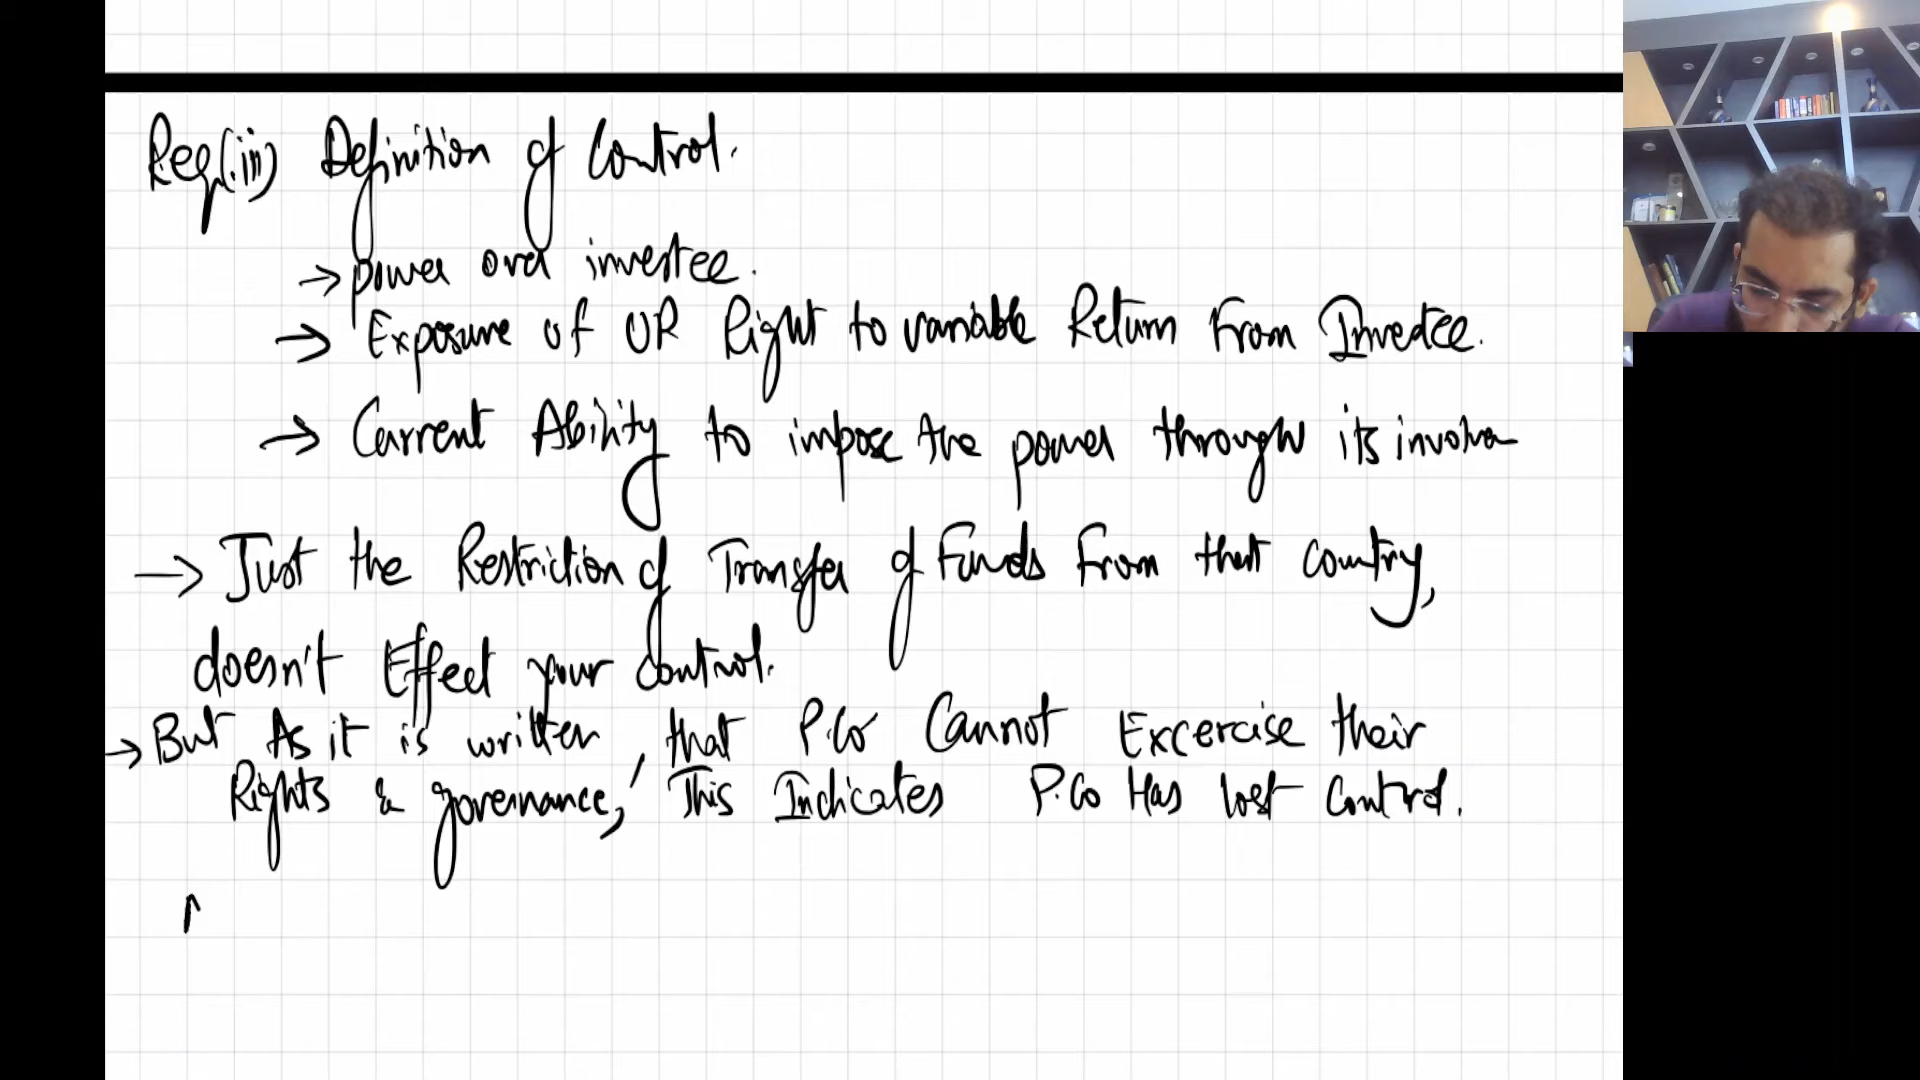 Req(iii) Definition of Control.
→ power over investee.
→ Exposure of OR Right to variable Return From Investee.
→ Current Ability to impose the power through its involve
→ Just the Restriction of Transfer of Funds From that country,
doesn't Effect your control.
→ But As it is written, that P.Co Cannot Excercise their
Rights & governance, This Indicates P.Co Has lost Control.